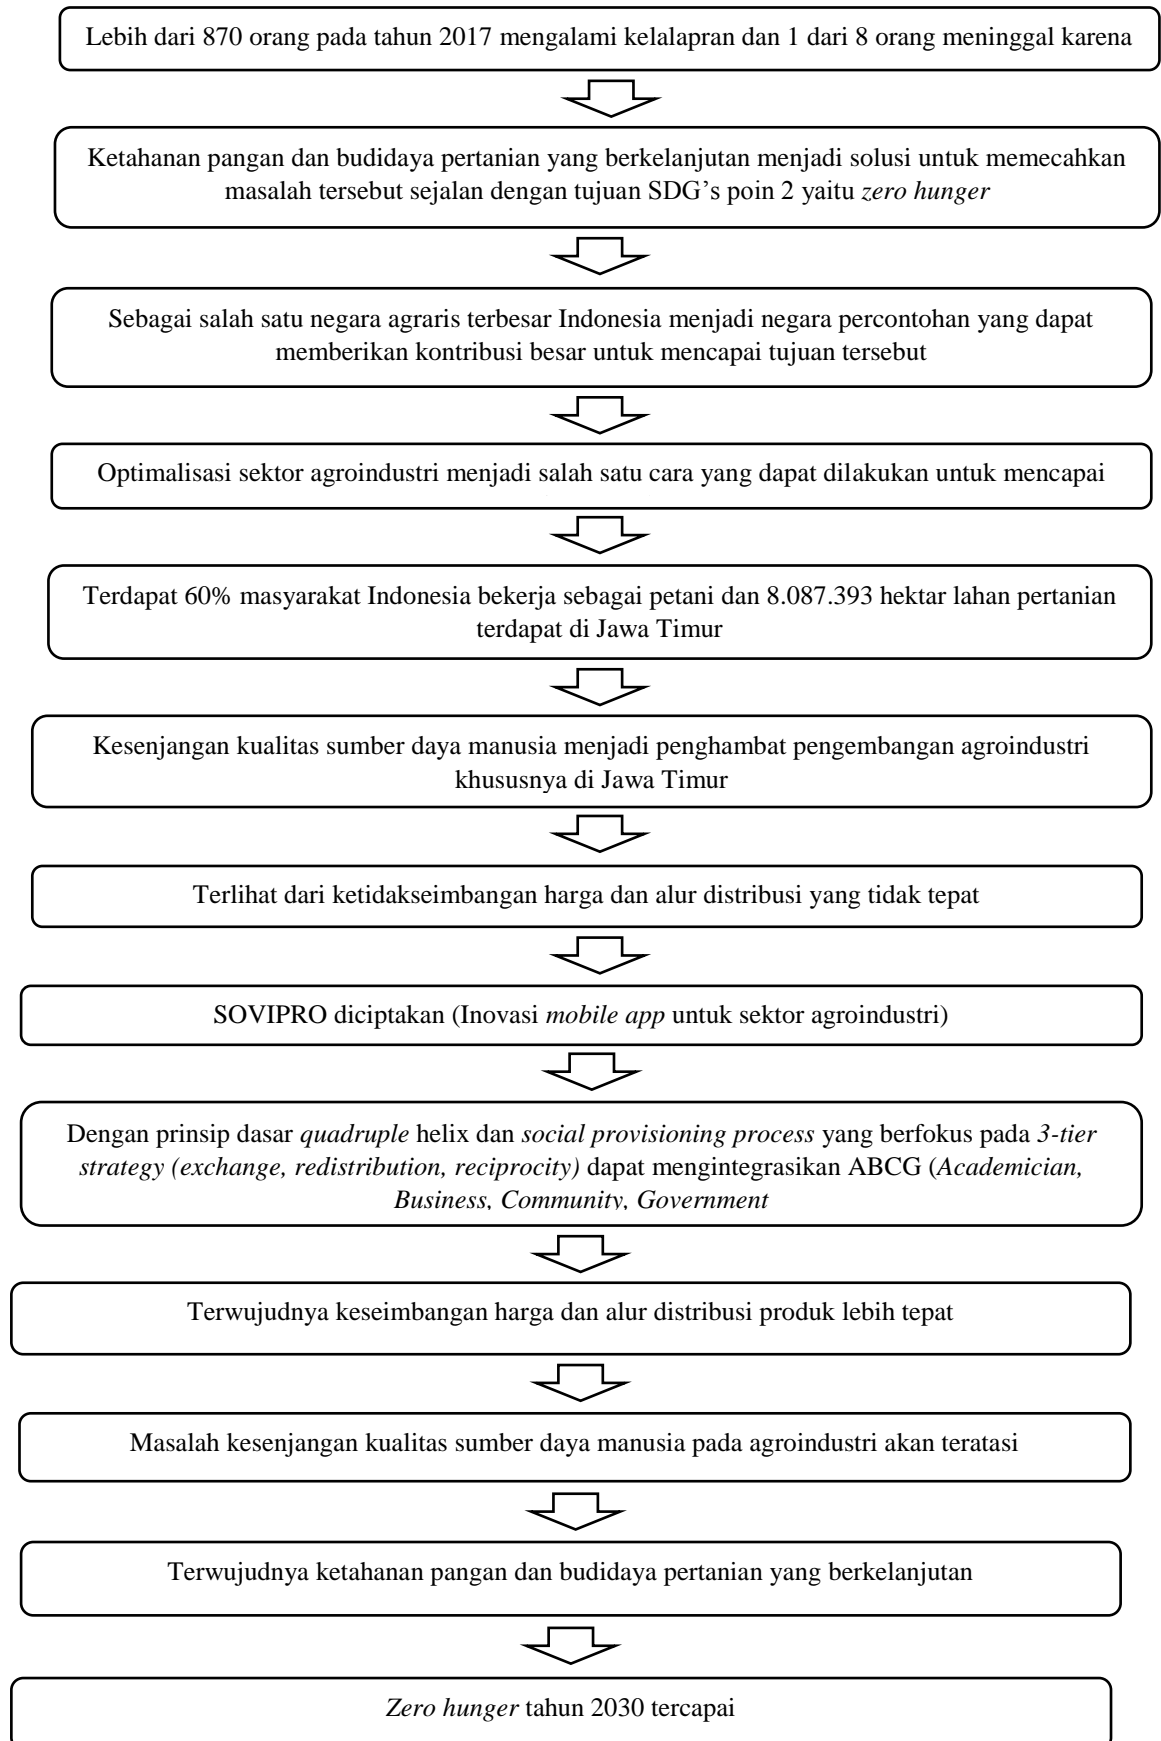 Lebih dari 870 orang pada tahun 2017 mengalami kelalapran dan 1 dari 8 orang meninggal karena
Ketahanan pangan dan budidaya pertanian yang berkelanjutan menjadi solusi untuk memecahkan
masalah tersebut sejalan dengan tujuan SDG’s poin 2 yaitu zero hunger
Sebagai salah satu negara agraris terbesar Indonesia menjadi negara percontohan yang dapat
memberikan kontribusi besar untuk mencapai tujuan tersebut
Optimalisasi sektor agroindustri menjadi salah satu cara yang dapat dilakukan untuk mencapai
Terdapat 60% masyarakat Indonesia bekerja sebagai petani dan 8.087.393 hektar lahan pertanian
terdapat di Jawa Timur
Kesenjangan kualitas sumber daya manusia menjadi penghambat pengembangan agroindustri
khususnya di Jawa Timur
Terlihat dari ketidakseimbangan harga dan alur distribusi yang tidak tepat
SOVIPRO diciptakan (Inovasi mobile app untuk sektor agroindustri)
Dengan prinsip dasar quadruple helix dan social provisioning process yang berfokus pada 3-tier
strategy (exchange, redistribution, reciprocity) dapat mengintegrasikan ABCG (Academician,
Business, Community, Government
Terwujudnya keseimbangan harga dan alur distribusi produk lebih tepat
Masalah kesenjangan kualitas sumber daya manusia pada agroindustri akan teratasi
Terwujudnya ketahanan pangan dan budidaya pertanian yang berkelanjutan
Zero hunger tahun 2030 tercapai